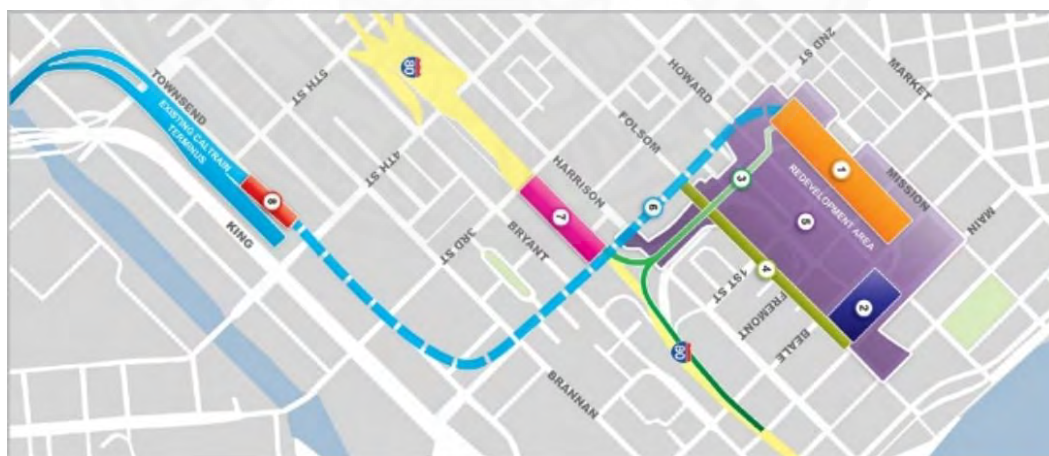 2ND ST
MARKET
HOWARD
5TH ST
80
TOWNSEND
EXISTING CALTRAIN
TERMINUS
FOLSOM
4TH ST
HARRISON
MISSION
1
3
REDEVELOPMENT AREA
MAIN
8
KING
6
7
5
3RD ST
BRYANT
4
1ST ST
FREMONT
2
BEALE
80
BRANNAN